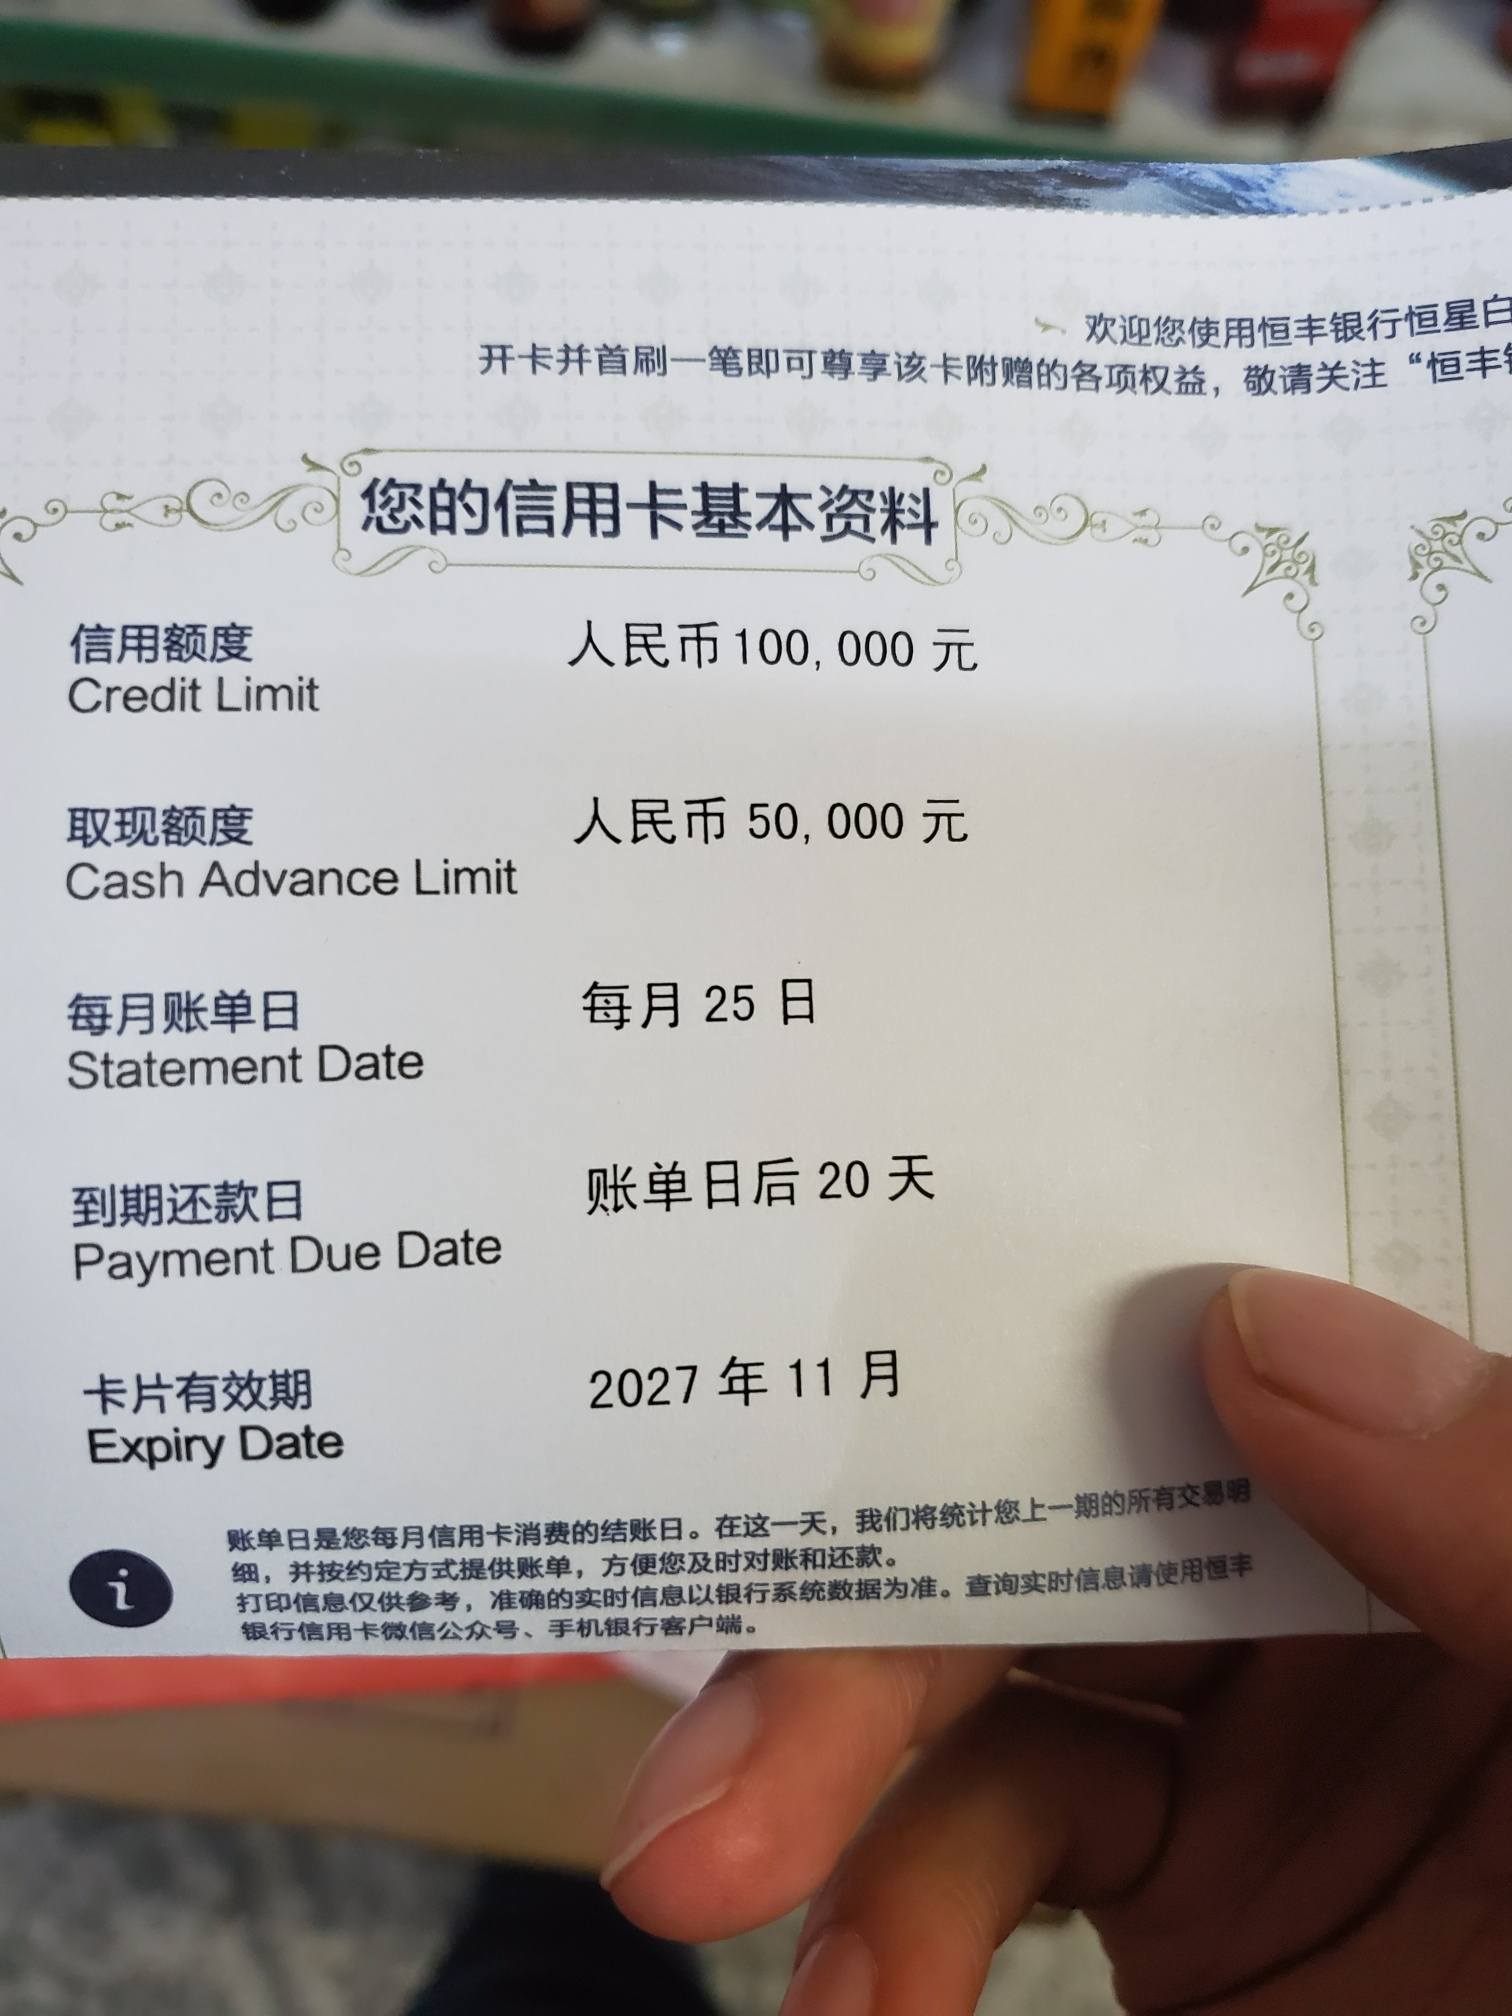 欢迎您使用恒丰银行恒星白
开卡并首刷一笔即可尊享该卡附赠的各项权益，敬请关注“恒丰
您的信用卡基本资料
信用额度 人民币100,000 元
Credit Limit
取现额度 人民币 50,000 元
Cash Advance Limit
每月账单日 每月 25 日
Statement Date
到期还款日 账单日后 20 天
Payment Due Date
卡片有效期 2027 年 11 月
Expiry Date
账单日是您每月信用卡消费的结账日。在这一天，我们将统计您上一期的所有交易明
细，并按约定方式提供账单，方便您及时对账和还款。
打印信息仅供参考，准确的实时信息以银行系统数据为准。查询实时信息请使用恒丰
银行信用卡微信公众号、手机银行客户端。